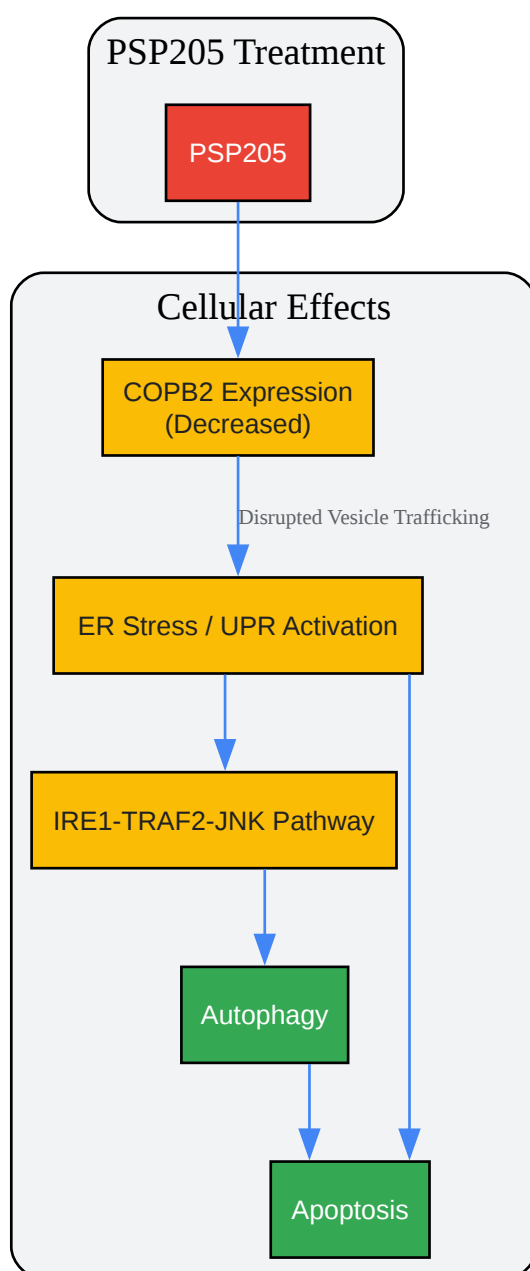 PSP205 Treatment
PSP205
Cellular Effects
COPB2 Expression
(Decreased)
Disrupted Vesicle Trafficking
ER Stress / UPR Activation
IRE1-TRAF2-JNK Pathway
Autophagy
Apoptosis